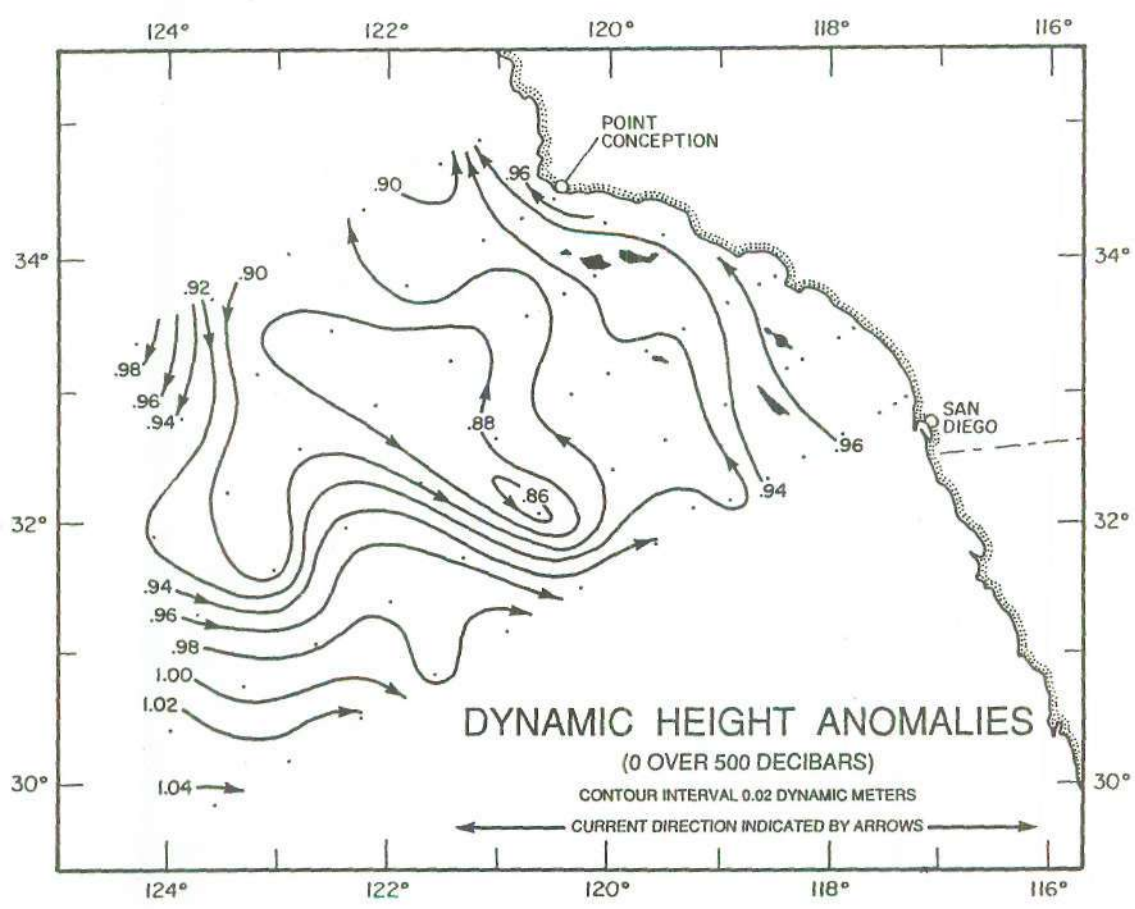 124° 122° 120° 118° 116°
POINT
CONCEPTION
.96
.90
34° 34°
.92 .90
.98
.96
.94
.88
SAN
DIEGO
.96
.86 .94
32° 32°
.94
.96
.98
1.00
1.02
DYNAMIC HEIGHT ANOMALIES
(0 OVER 500 DECIBARS)
30° 30°
1.04 CONTOUR INTERVAL 0.02 DYNAMIC METERS
CURRENT DIRECTION INDICATED BY ARROWS
124° 122° 120° 118° 116°